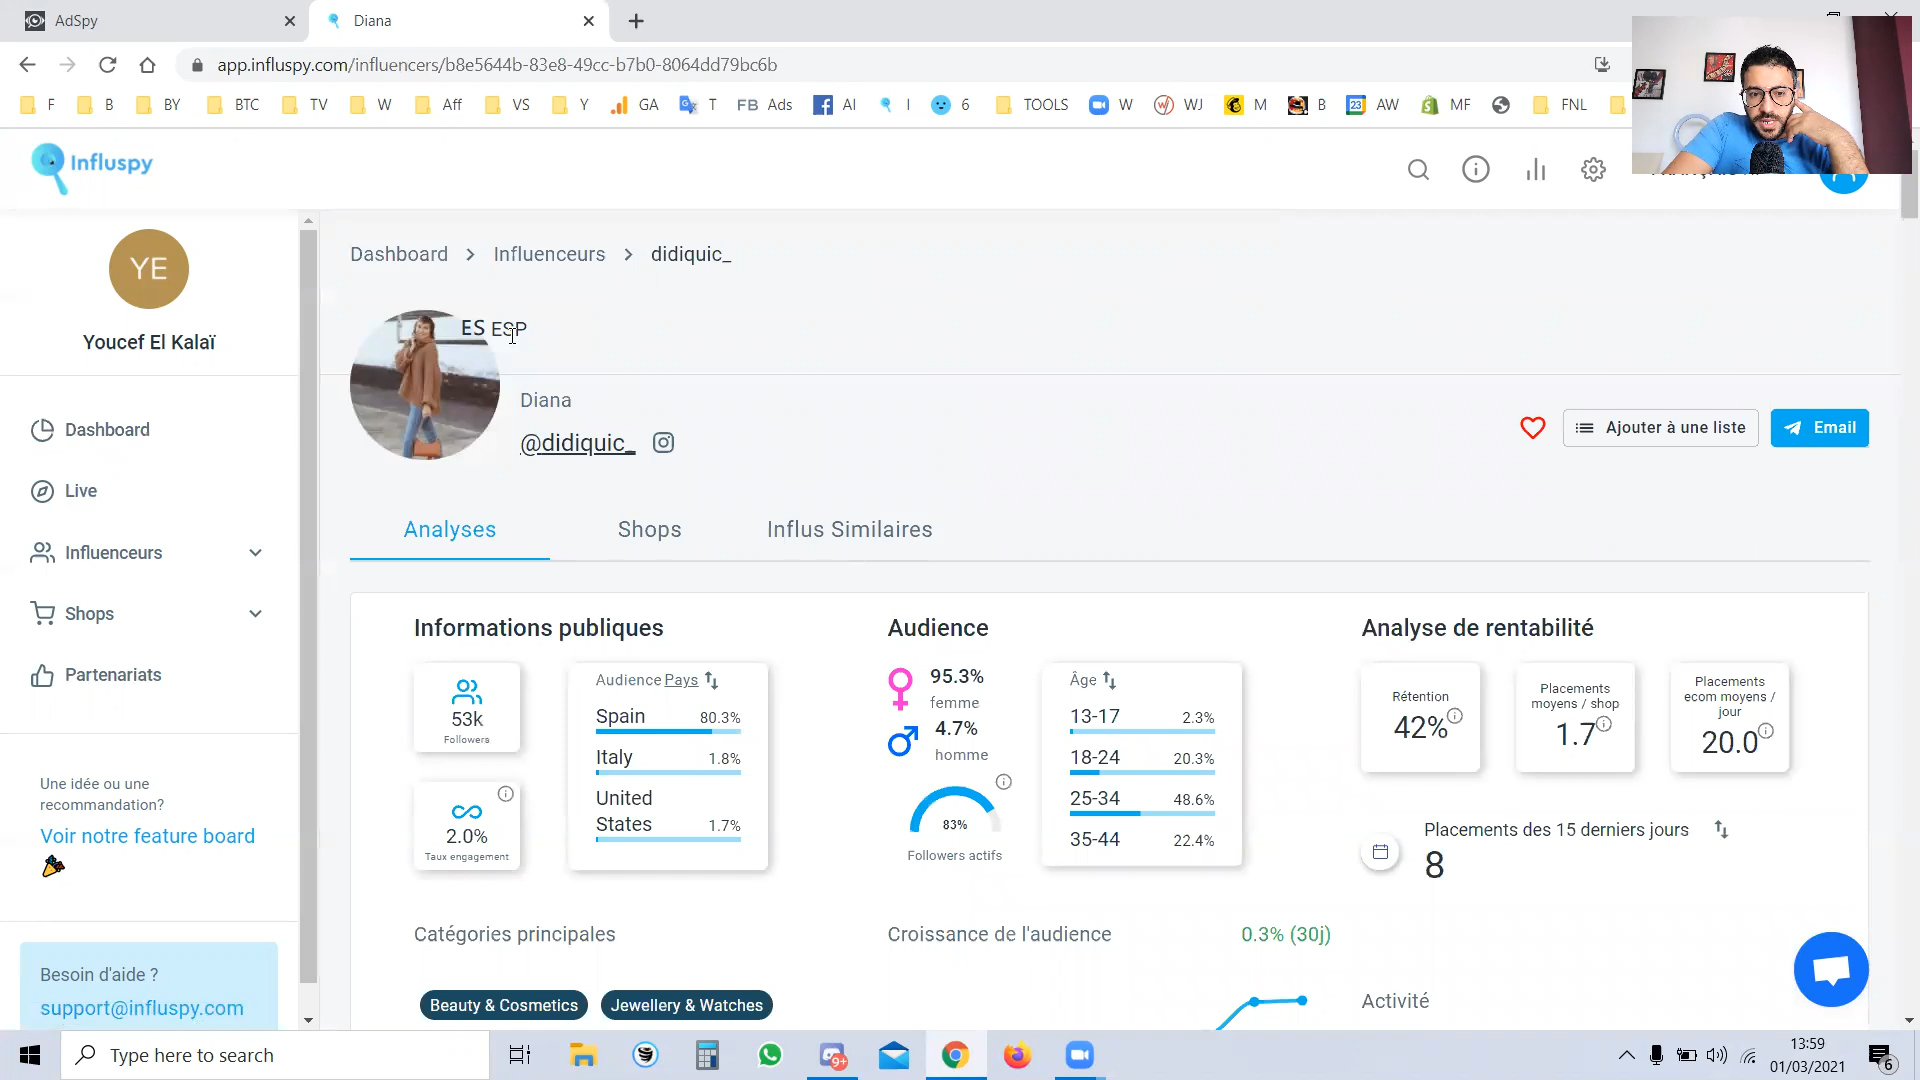 AdSpy
Diana
app.influspy.com/influencers/b8e5644b-83e8-49cc-b7b0-8064dd79bc6b
F B BY BTC TV W Aff VS Y GA T FB Ads AI I 6 TOOLS W WJ M B 23 AW MF FNL
Influspy
YE
Youcef El Kalaï
Dashboard
Live
Influenceurs
Shops
Partenariats
Une idée ou une
recommandation?
Voir notre feature board
Besoin d'aide ?
support@influspy.com
Dashboard > Influenceurs > didiquic_
ES ESP
Diana
@didiquic_
Ajouter à une liste
Email
Analyses
Shops
Influs Similaires
Informations publiques
53k
Followers
2.0%
Taux engagement
Audience Pays
Spain 80.3%
Italy 1.8%
United
States 1.7%
Catégories principales
Beauty & Cosmetics
Jewellery & Watches
Audience
95.3%
femme
4.7%
homme
83%
Followers actifs
Âge
13-17 2.3%
18-24 20.3%
25-34 48.6%
35-44 22.4%
Croissance de l'audience 0.3% (30j)
Analyse de rentabilité
Rétention
42%
Placements
moyens / shop
1.7
Placements
ecom moyens /
jour
20.0
Placements des 15 derniers jours
8
Activité
Type here to search
9+
13:59
01/03/2021
6